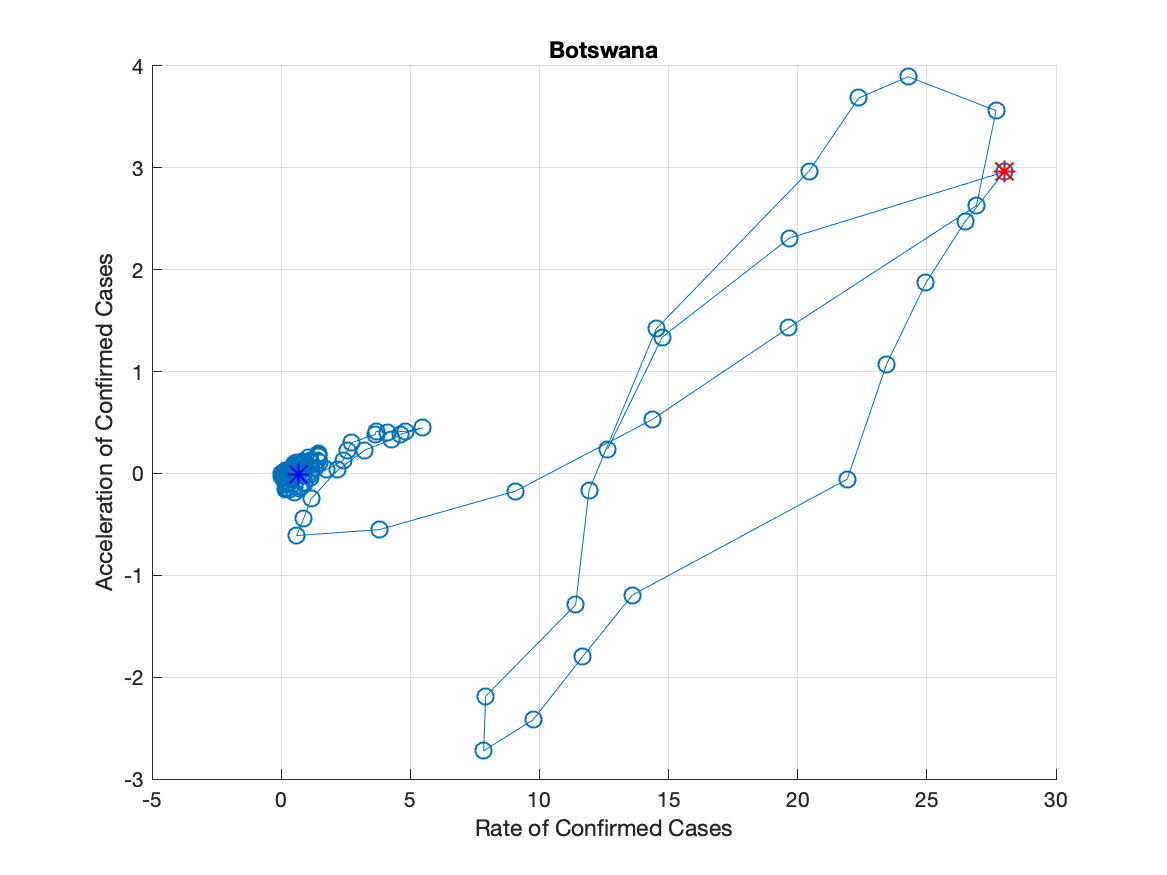 Botswana
4
3
2
1
0
-1
-2
-3
Acceleration of Confirmed Cases
-5 0 5 10 15 20 25 30
Rate of Confirmed Cases